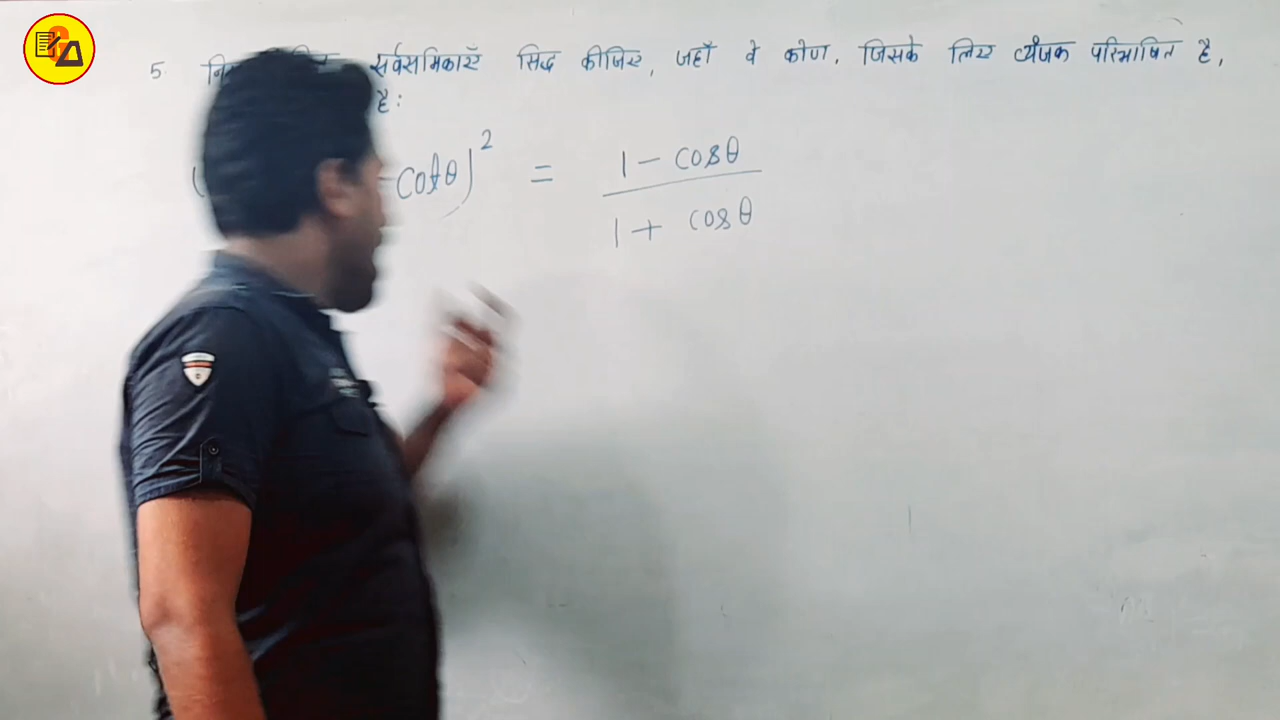 5. सर्वसमिकाएँ सिद्ध कीजिए, जहाँ वे कोण, जिसके लिए व्यंजक परिभाषित है,
है:
( - cotθ)² = 1 - cosθ
1 + cosθ